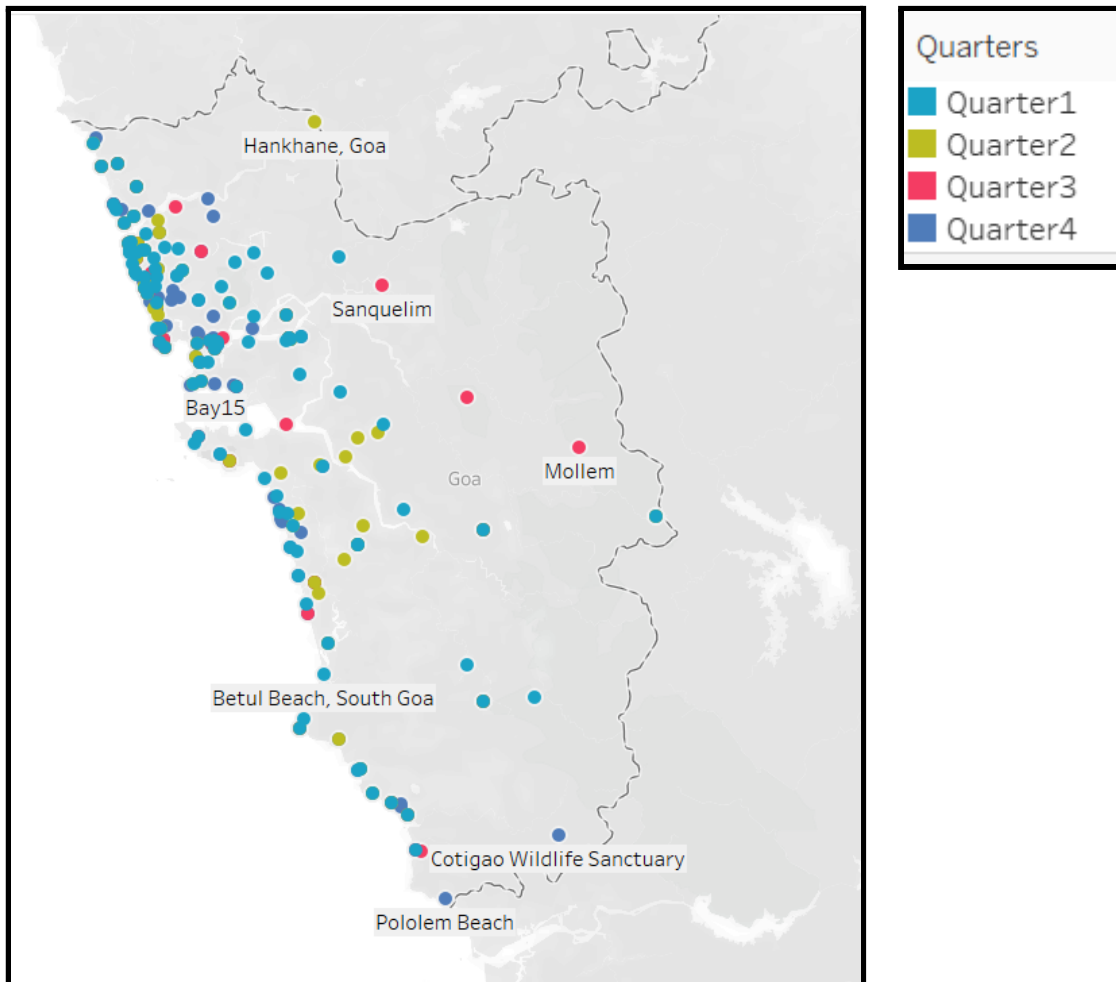 Quarters
Quarter1
Quarter2
Quarter3
Quarter4
Hankhane, Goa
Sanquelim
Bay15
Goa
Mollem
Betul Beach, South Goa
Cotigao Wildlife Sanctuary
Pololem Beach